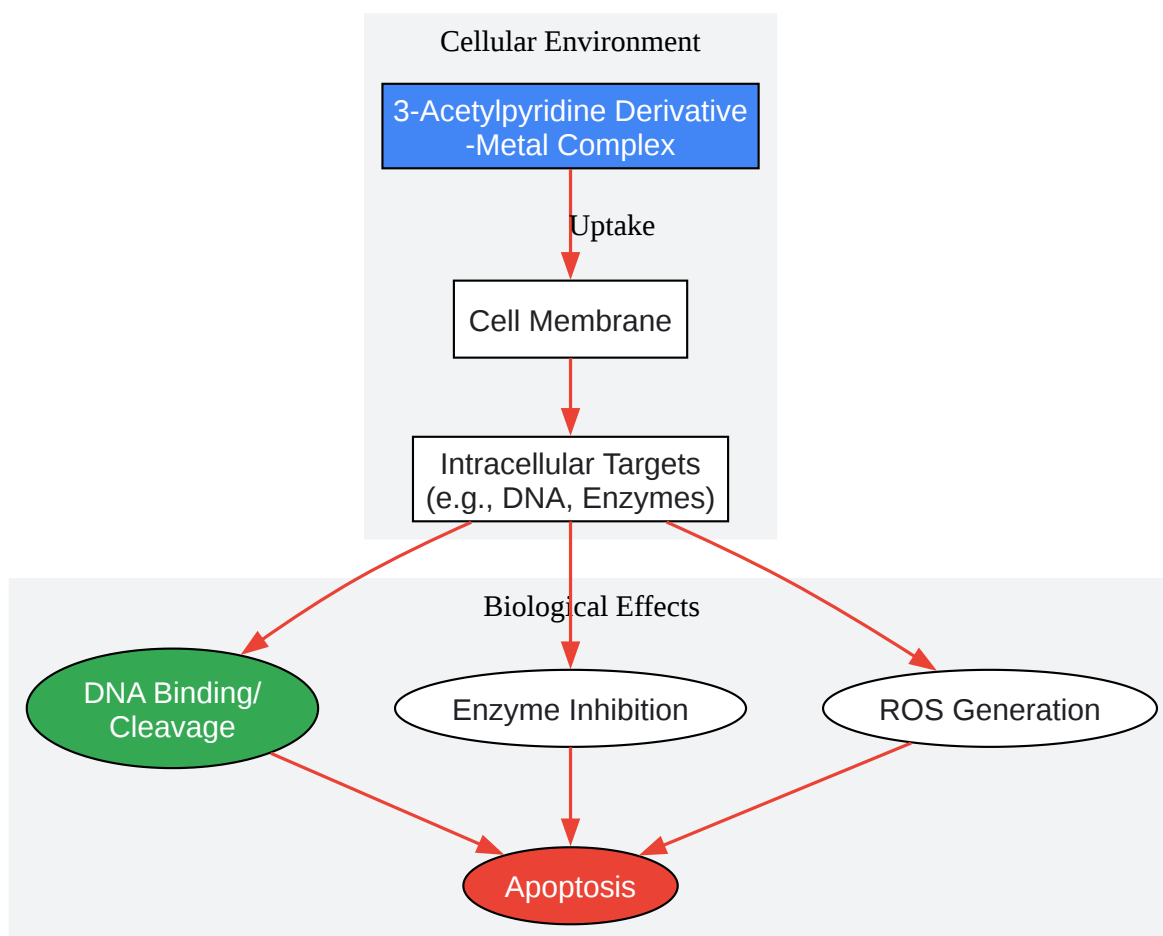 Cellular Environment
3-Acetylpyridine Derivative
-Metal Complex
Uptake
Cell Membrane
Intracellular Targets
(e.g., DNA, Enzymes)
Biological Effects
DNA Binding/
Cleavage
Enzyme Inhibition
ROS Generation
Apoptosis